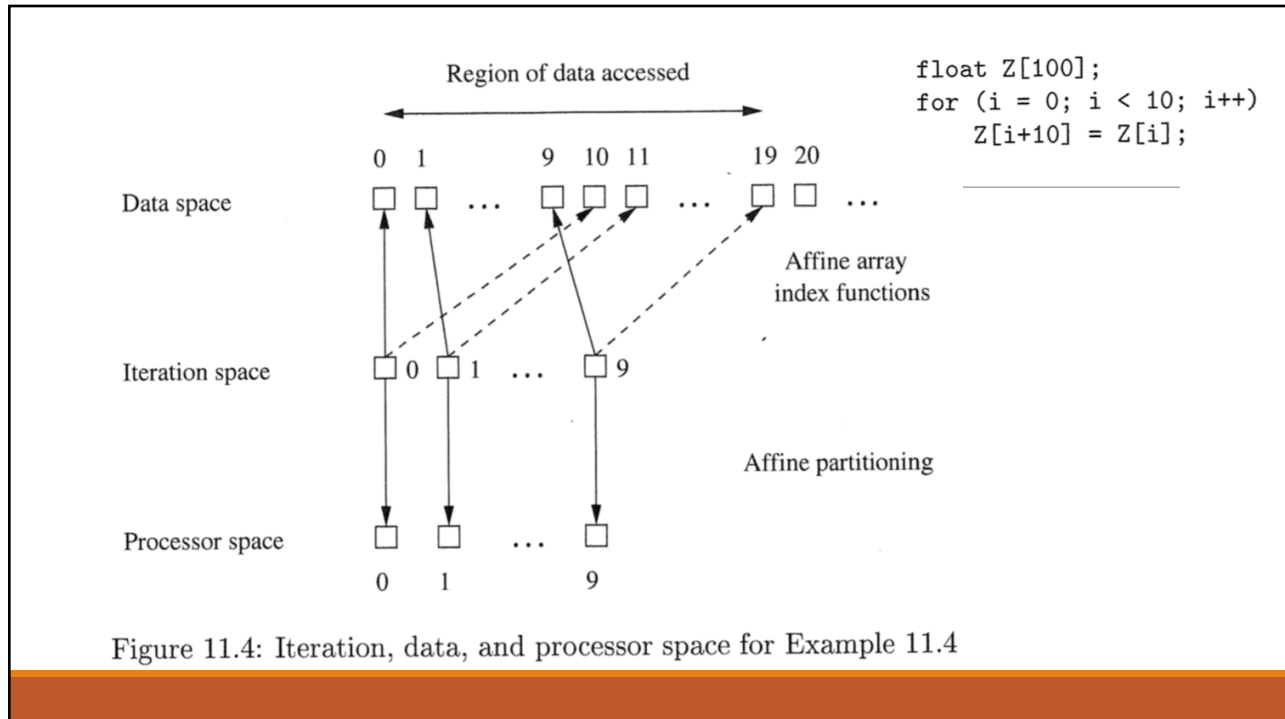 Region of data accessed
float Z[100];
for (i = 0; i < 10; i++)
Z[i+10] = Z[i];
0 1 9 10 11 19 20
Data space ... ... ...
Affine array
index functions
Iteration space 0 1 ... 9
Affine partitioning
Processor space ...
0 1 9
Figure 11.4: Iteration, data, and processor space for Example 11.4